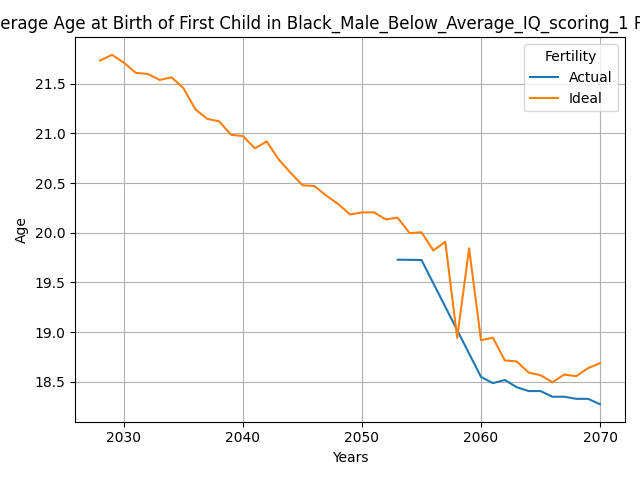 erage Age at Birth of First Child in Black_Male_Below_Average_IQ_scoring_1
Fertility
Actual
Ideal
21.5
21.0
20.5
20.0
19.5
19.0
18.5
Age
2030 2040 2050 2060 2070
Years